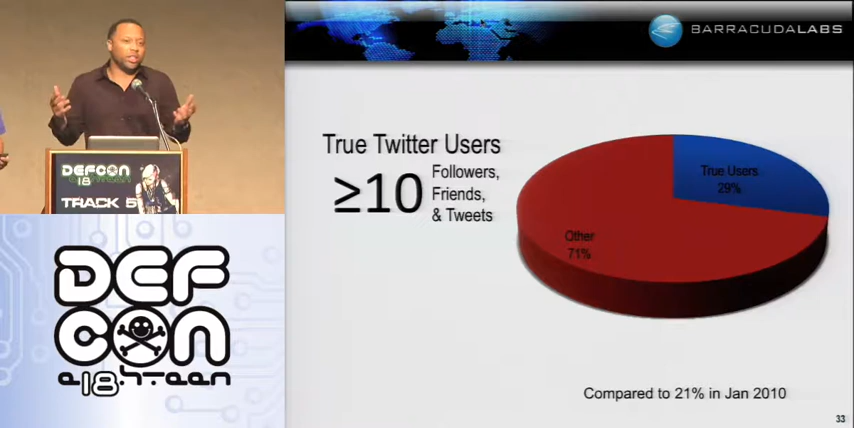 DEFCON
18
TRACK 5
DEF
CON
e18hteen
BARRACUDALABS
True Twitter Users
≥10 Followers,
Friends,
& Tweets
True Users
29%
Other
71%
Compared to 21% in Jan 2010
33